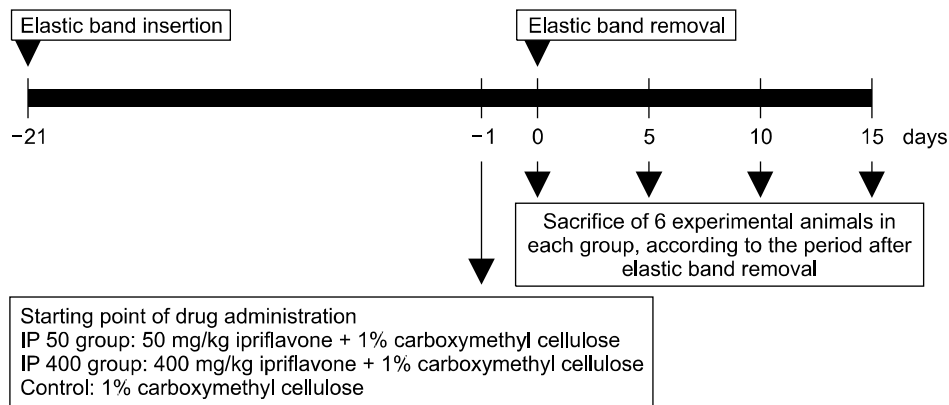 Elastic band insertion
Elastic band removal
−21
−1
0
5
10
15
days
Sacrifice of 6 experimental animals in
each group, according to the period after
elastic band removal
Starting point of drug administration
IP 50 group: 50 mg/kg ipriflavone + 1% carboxymethyl cellulose
IP 400 group: 400 mg/kg ipriflavone + 1% carboxymethyl cellulose
Control: 1% carboxymethyl cellulose